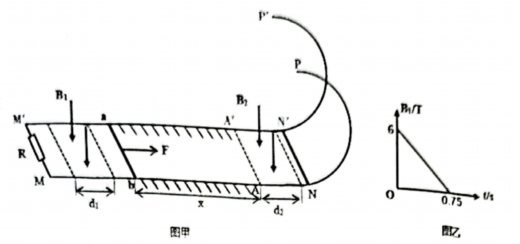 P'
P
B₁
B₂
M'
a
A'
N'
R
F
M
b
A
N
d₁
x
d₂
图甲
B₁/T
6
O
0.75
t/s
图乙